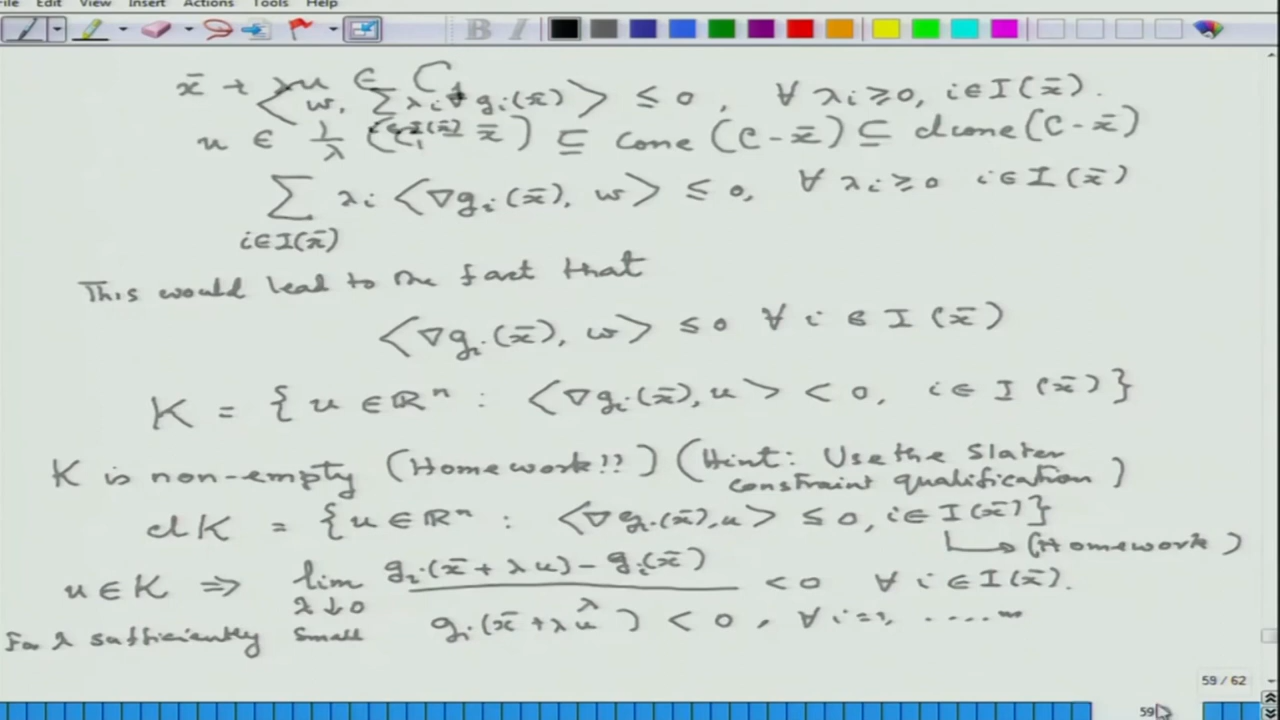 File Edit View Insert Actions Tools Help
B I
x̄ + λu ∈ C
⟨ w, Σ λi ∇ gi(x̄) ⟩ ≤ 0, ∀ λi ≥ 0, i ∈ I(x̄).
u ∈ 1/λ (C - x̄) ⊆ cone (C - x̄) ⊆ cl cone (C - x̄)
Σ λi ⟨∇gi(x̄), w⟩ ≤ 0, ∀ λi ≥ 0 i ∈ I(x̄)
i∈I(x̄)
This would lead to the fact that
⟨∇gi(x̄), w⟩ ≤ 0 ∀ i ∈ I(x̄)
K = { u ∈ ℝⁿ : ⟨∇gi(x̄), u⟩ < 0, i ∈ I(x̄)}
K is non-empty (Homework!!) (Hint: Use the Slater
constraint qualification)
cl K = {u ∈ ℝⁿ : ⟨∇gi(x̄), u⟩ ≤ 0, i ∈ I(x̄)}
↳ (Homework)
u ∈ K ⇒ lim λ↓0 (gi(x̄ + λu) - gi(x̄)) / λ < 0 ∀ i ∈ I(x̄).
For λ sufficiently small gi(x̄ + λu) < 0, ∀ i=1, ..... m
59 / 62
59